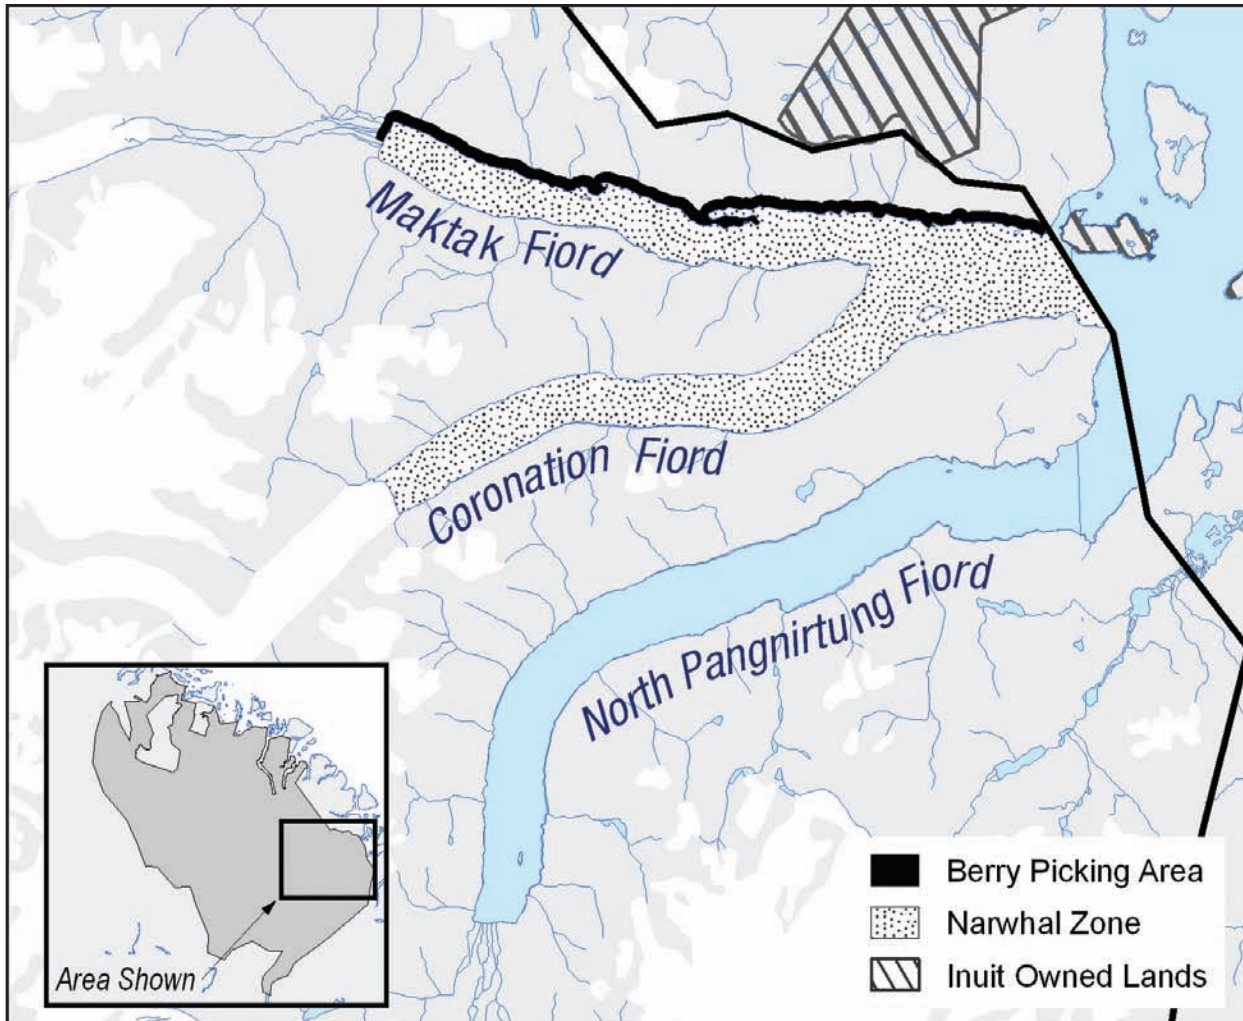 Maktak Fiord
Coronation Fiord
North Pangnirtung Fiord
Area Shown
Berry Picking Area
Narwhal Zone
Inuit Owned Lands